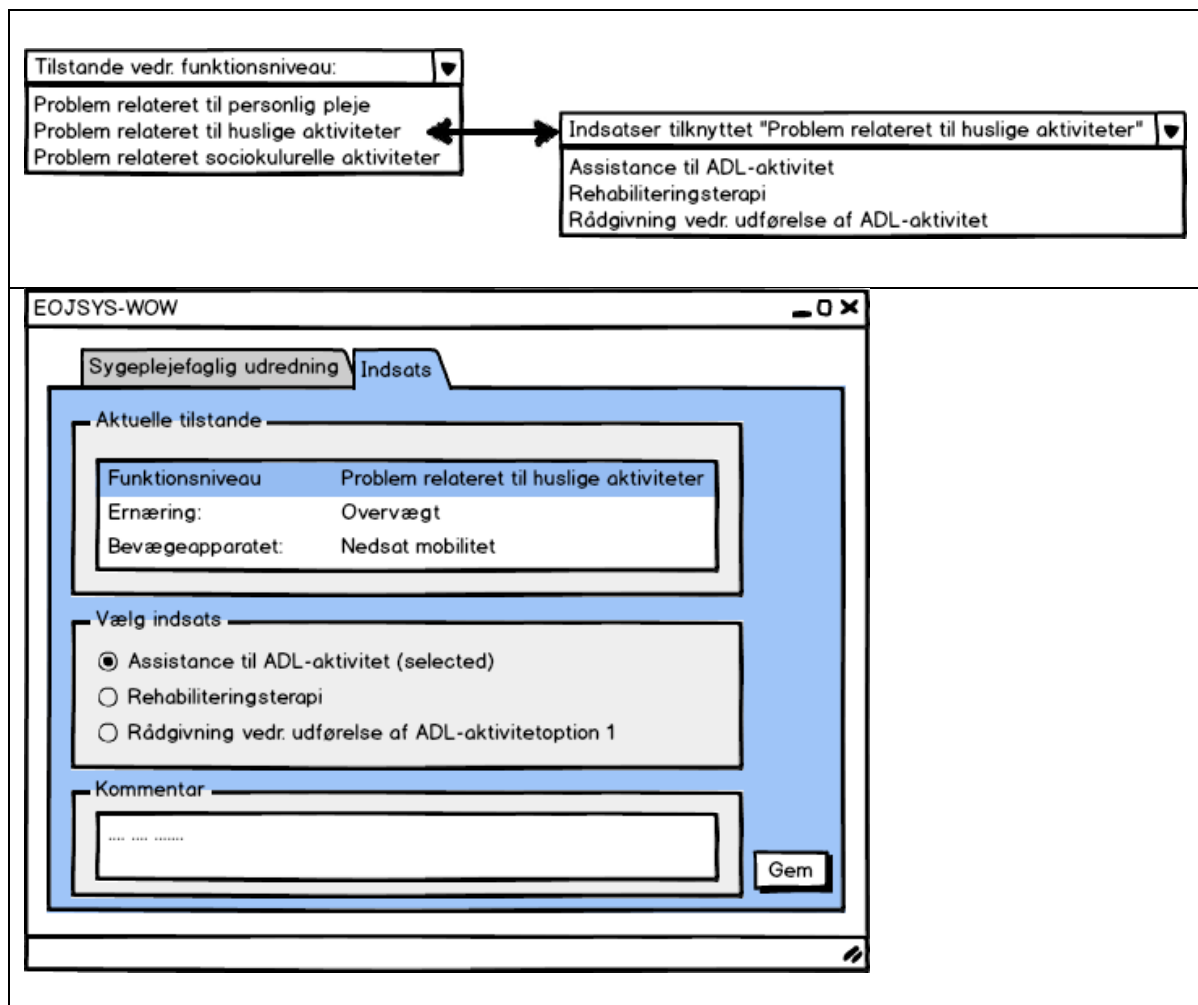 Tilstande vedr. funktionsniveau:
Problem relateret til personlig pleje
Problem relateret til huslige aktiviteter
Problem relateret sociokulurelle aktiviteter
Indsatser tilknyttet "Problem relateret til huslige aktiviteter"
Assistance til ADL-aktivitet
Rehabiliteringsterapi
Rådgivning vedr. udførelse af ADL-aktivitet
EOJSYS-WOW
Sygeplejefaglig udredning
Indsats
Aktuelle tilstande
Funktionsniveau Problem relateret til huslige aktiviteter
Ernæring: Overvægt
Bevægeapparatet: Nedsat mobilitet
Vælg indsats
Assistance til ADL-aktivitet (selected)
Rehabiliteringsterapi
Rådgivning vedr. udførelse af ADL-aktivitetoption 1
Kommentar
.... .... .......
Gem